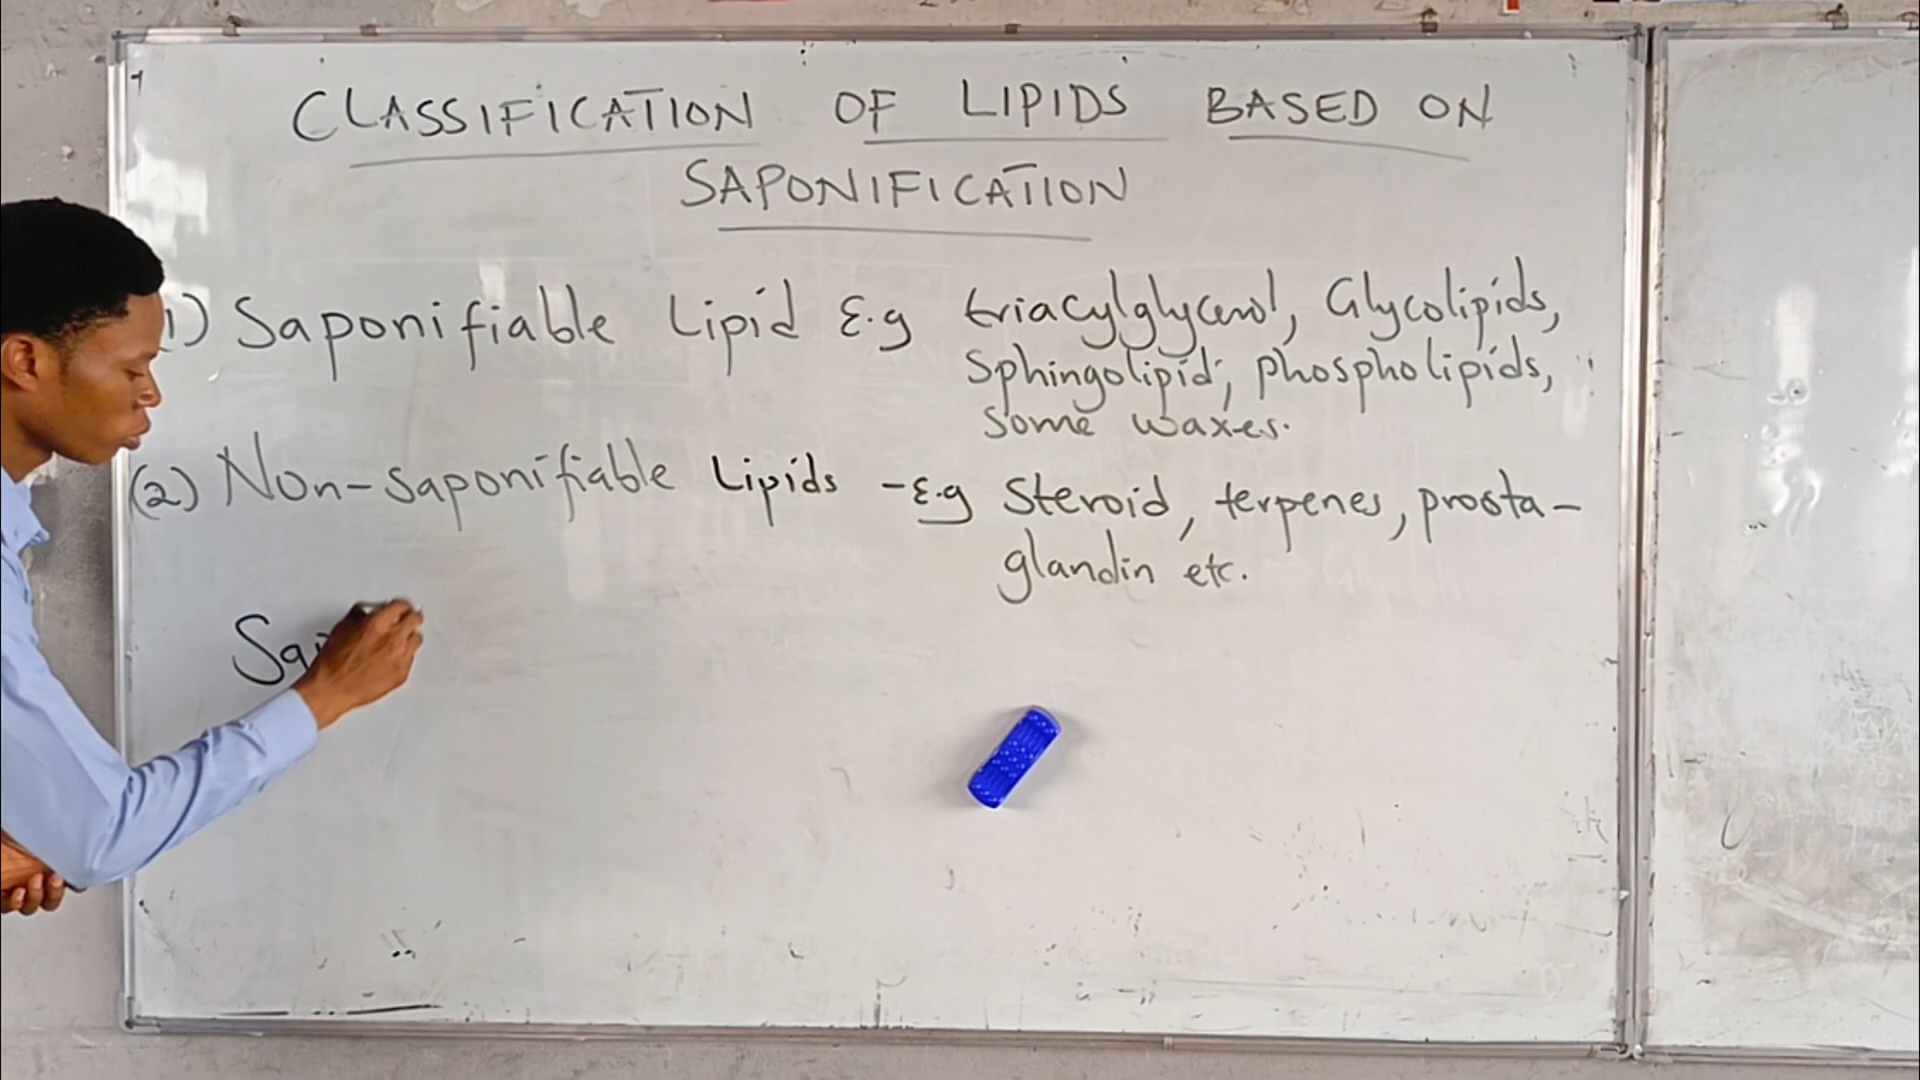 CLASSIFICATION OF LIPIDS BASED ON
SAPONIFICATION
1) Saponifiable Lipid E.g triacylglycerol, Glycolipids,
Sphingolipid, phospholipids,
Some waxes.
(2) Non-saponifiable Lipids - E.g Steroid, terpenes, prosta-
glandin etc.